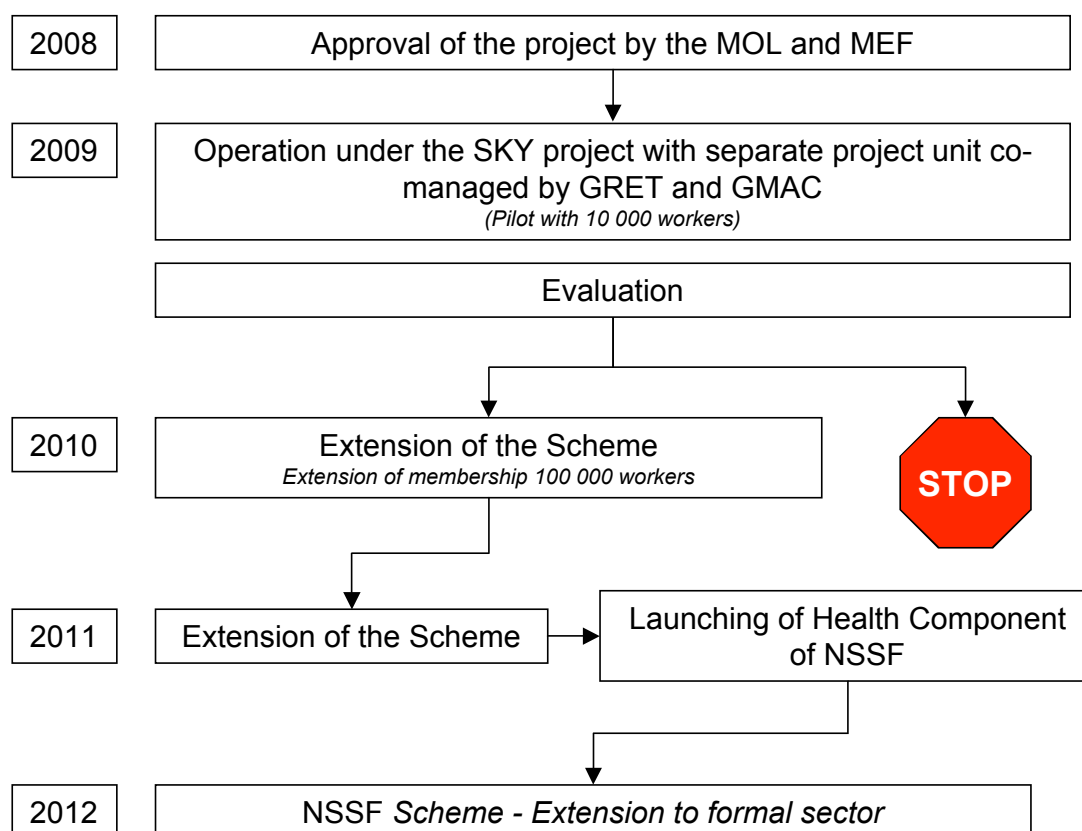 2008
Approval of the project by the MOL and MEF
2009
Operation under the SKY project with separate project unit co-
managed by GRET and GMAC
(Pilot with 10 000 workers)
Evaluation
2010
Extension of the Scheme
Extension of membership 100 000 workers
STOP
2011
Extension of the Scheme
Launching of Health Component
of NSSF
2012
NSSF Scheme - Extension to formal sector